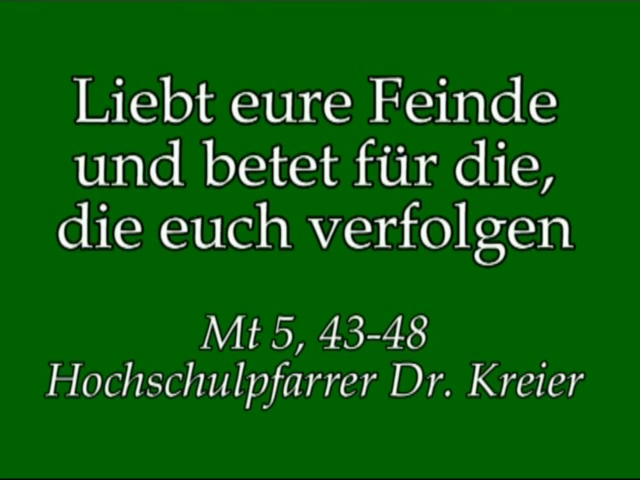 Liebt eure Feinde
und betet für die,
die euch verfolgen
Mt 5, 43-48
Hochschulpfarrer Dr. Kreier